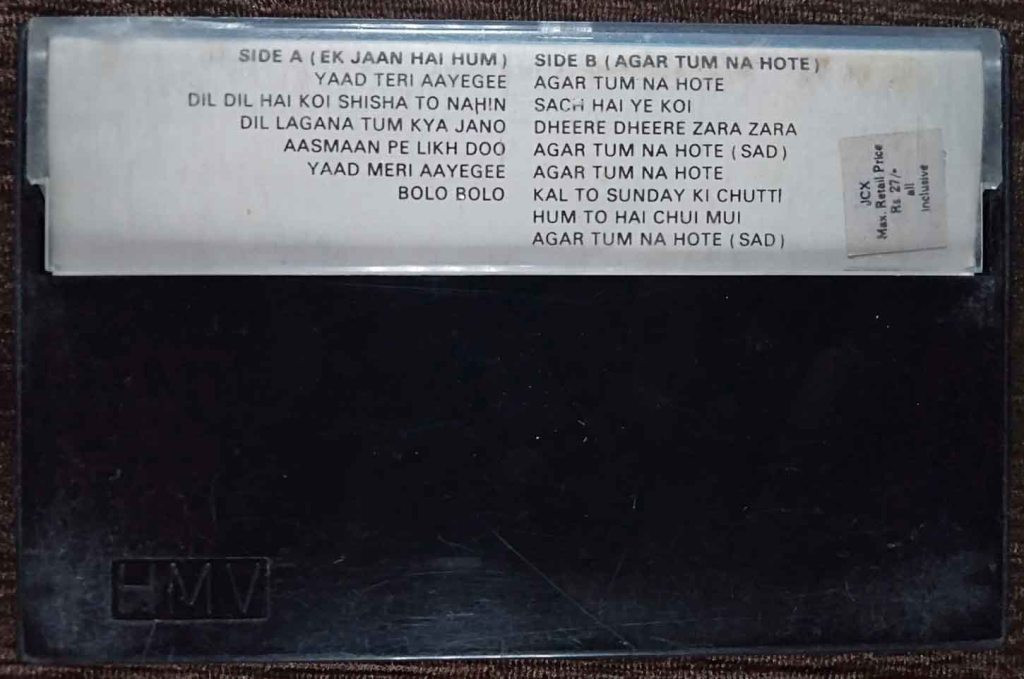 SIDE A ( EK JAAN HAI HUM )
YAAD TERI AAYEGEE
DIL DIL HAI KOI SHISHA TO NAHIN
DIL LAGANA TUM KYA JANO
AASMAAN PE LIKH DOO
YAAD MERI AAYEGEE
BOLO BOLO
SIDE B ( AGAR TUM NA HOTE )
AGAR TUM NA HOTE
SACH HAI YE KOI
DHEERE DHEERE ZARA ZARA
AGAR TUM NA HOTE ( SAD )
AGAR TUM NA HOTE
KAL TO SUNDAY KI CHUTTI
HUM TO HAI CHUI MUI
AGAR TUM NA HOTE ( SAD )
JCX
Max. Retail Price
Rs 27/=
all
inclusive
HMV